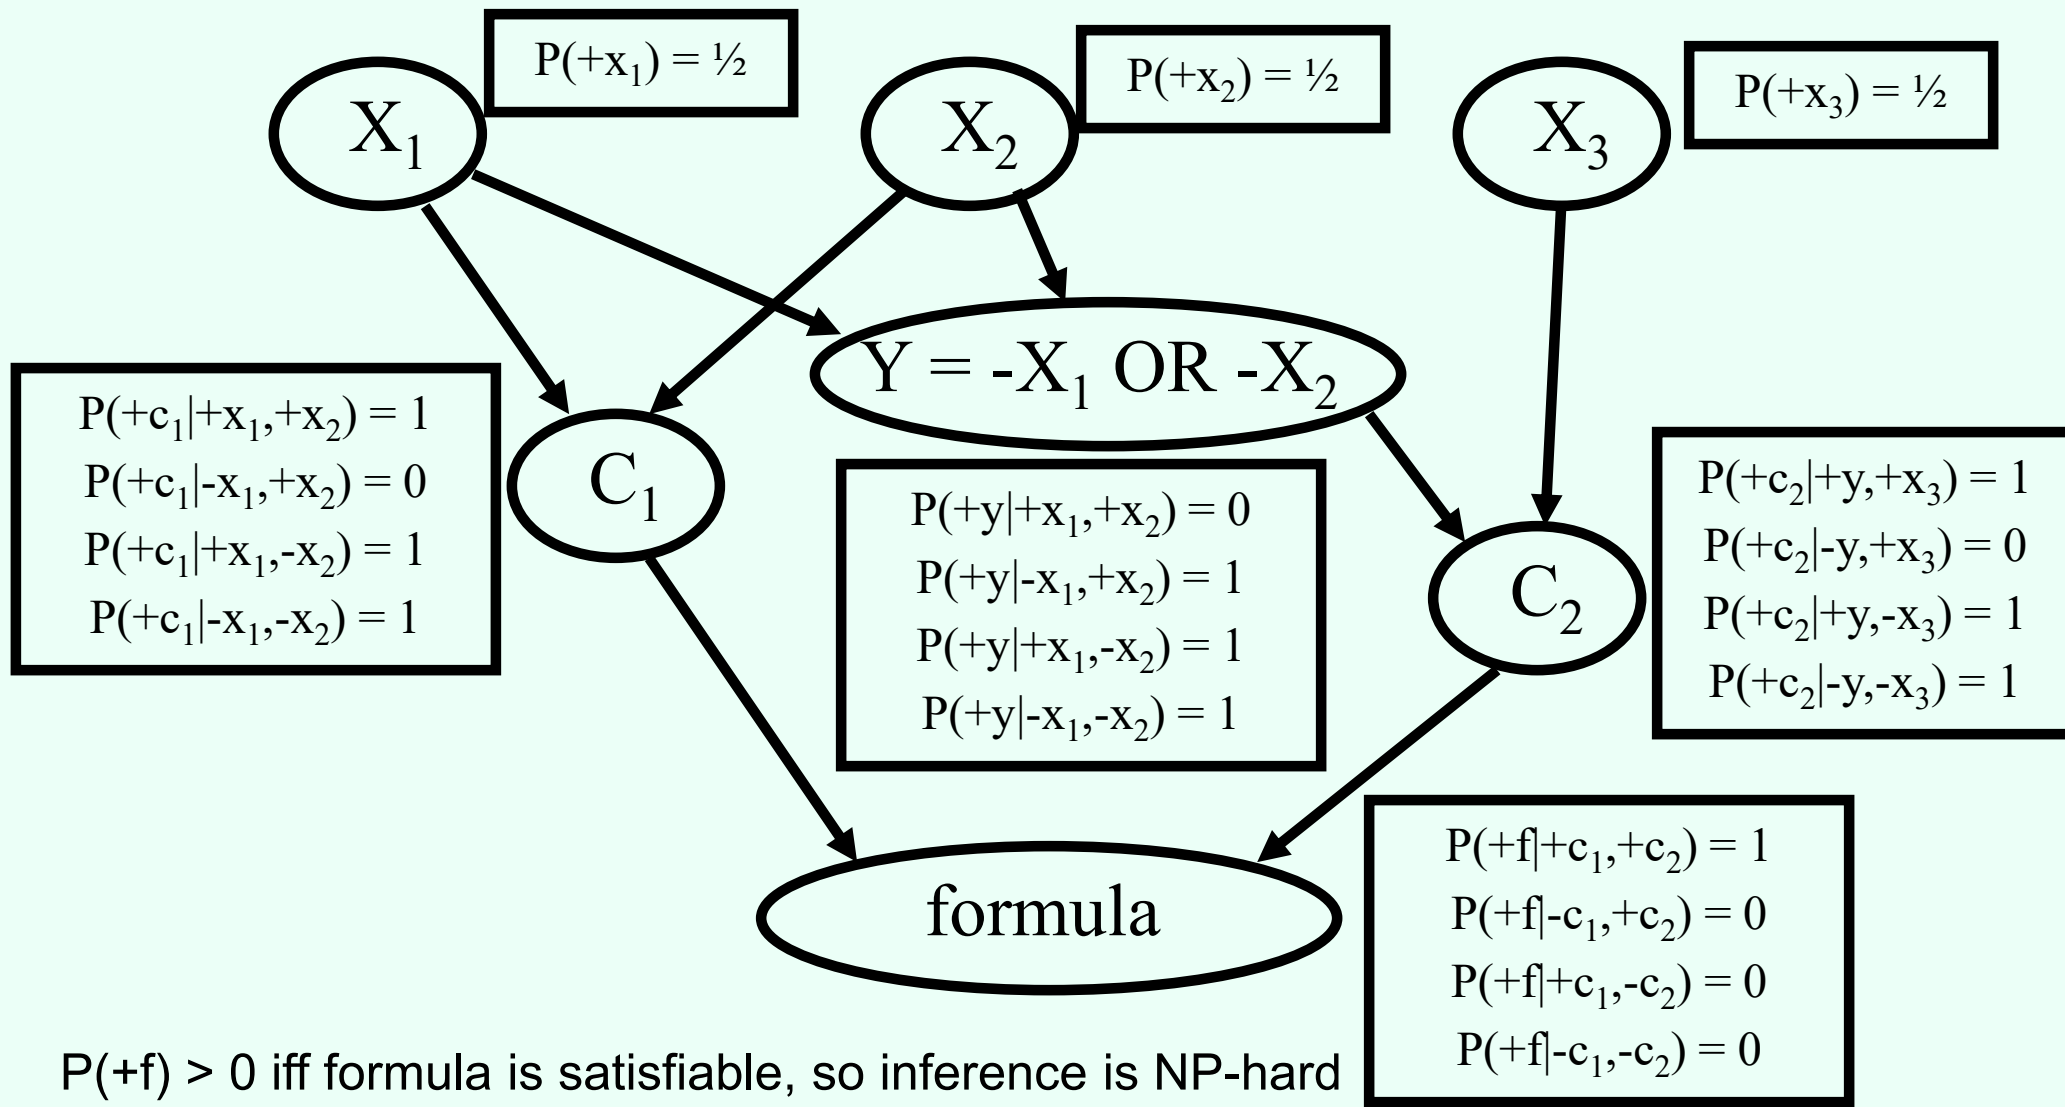 P(+x₁) = ½
P(+x₂) = ½
P(+x₃) = ½
X₁
X₂
X₃
Y = -X₁ OR -X₂
P(+c₁|+x₁,+x₂) = 1
P(+c₁|-x₁,+x₂) = 0
P(+c₁|+x₁,-x₂) = 1
P(+c₁|-x₁,-x₂) = 1
C₁
P(+y|+x₁,+x₂) = 0
P(+y|-x₁,+x₂) = 1
P(+y|+x₁,-x₂) = 1
P(+y|-x₁,-x₂) = 1
C₂
P(+c₂|+y,+x₃) = 1
P(+c₂|-y,+x₃) = 0
P(+c₂|+y,-x₃) = 1
P(+c₂|-y,-x₃) = 1
formula
P(+f|+c₁,+c₂) = 1
P(+f|-c₁,+c₂) = 0
P(+f|+c₁,-c₂) = 0
P(+f|-c₁,-c₂) = 0
P(+f) > 0 iff formula is satisfiable, so inference is NP-hard